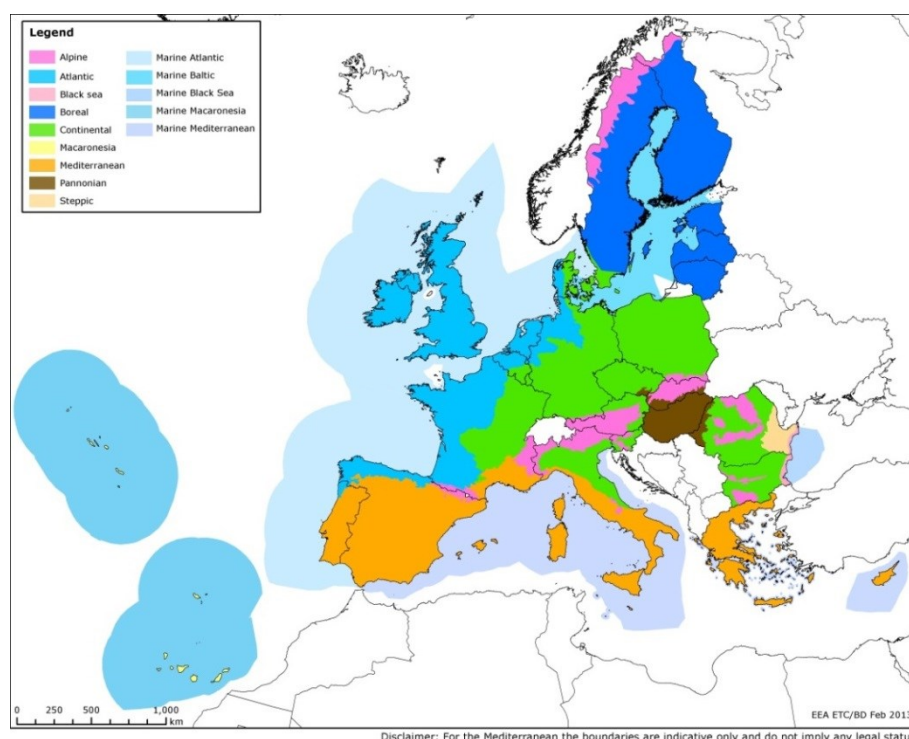 Legend
Alpine
Atlantic
Black sea
Boreal
Continental
Macaronesia
Mediterranean
Pannonian
Steppic
Marine Atlantic
Marine Baltic
Marine Black Sea
Marine Macaronesia
Marine Mediterranean
0 250 500 1,000
km
EEA ETC/BD Feb 2013
Disclaimer: For the Mediterranean the boundaries are indicative only and do not imply any legal statu